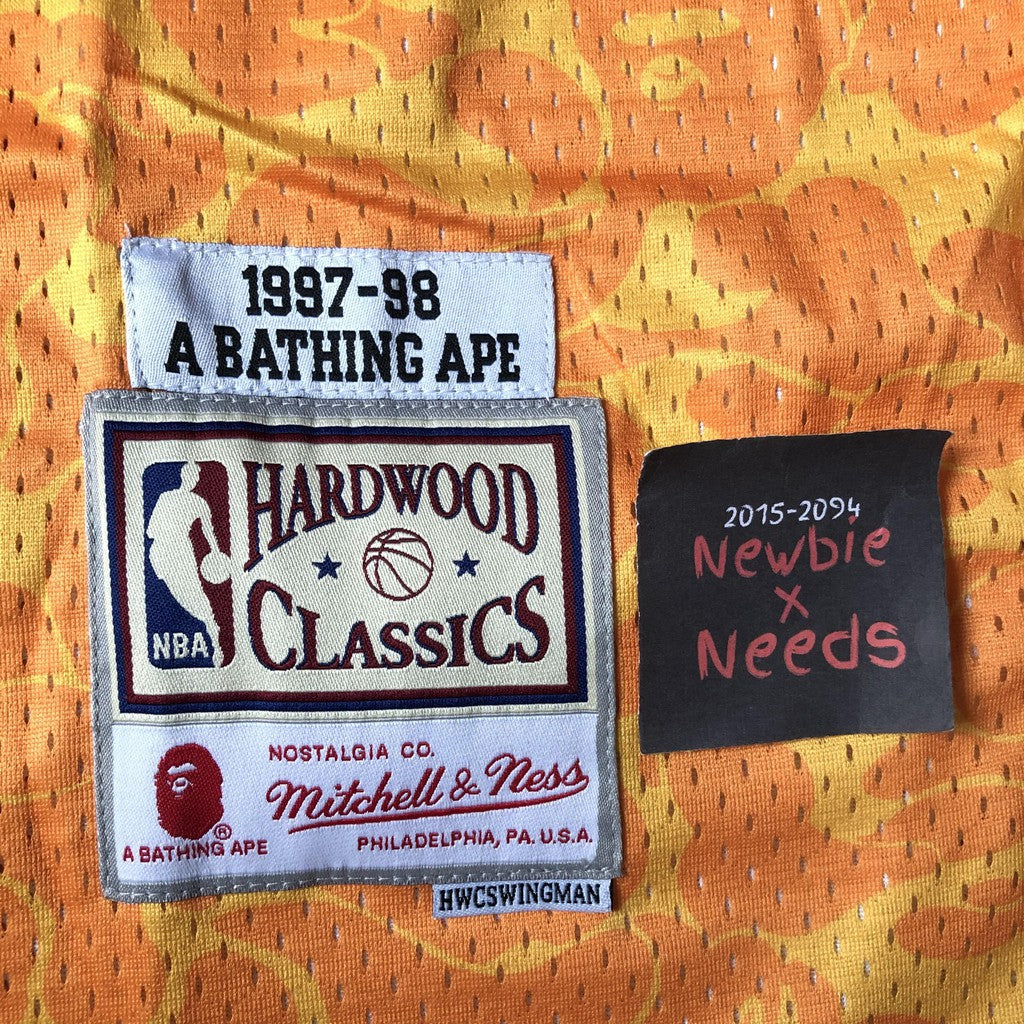 1997-98
A BATHING APE
HARDWOOD
CLASSICS
NBA
NOSTALGIA CO.
Mitchell & Ness
® 
A BATHING APE
PHILADELPHIA, PA. U.S.A.
HWCSWINGMAN
2015-2094
Newbie
x
Needs